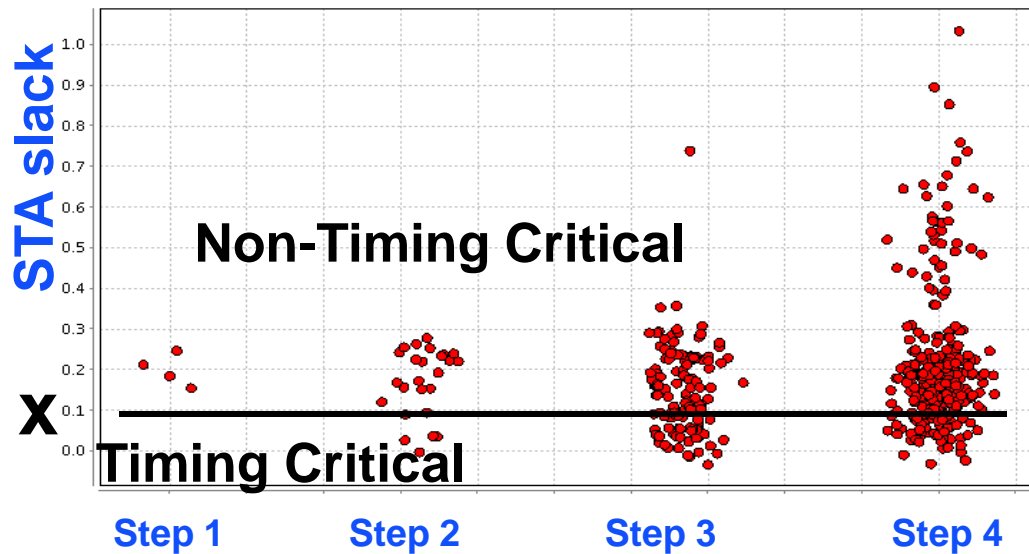 STA slack
1.0
0.9
0.8
0.7
0.6
0.5
0.4
0.3
0.2
0.1
0.0
Non-Timing Critical
x
Timing Critical
Step 1
Step 2
Step 3
Step 4